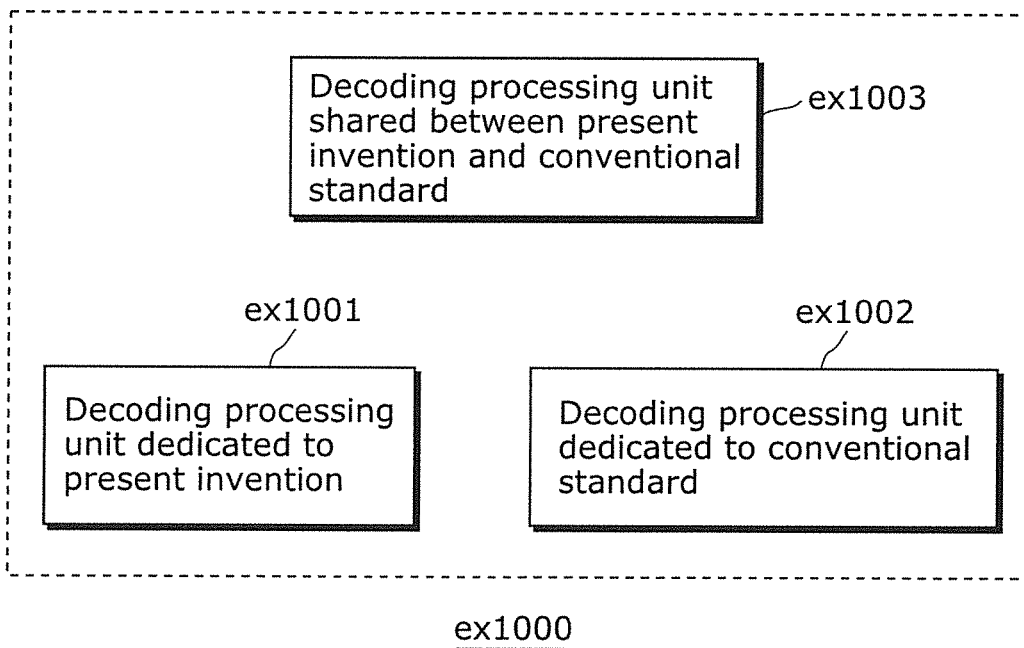 Decoding processing unit
shared between present
invention and conventional
standard
ex1003
ex1001
ex1002
Decoding processing
unit dedicated to
present invention
Decoding processing unit
dedicated to conventional
standard
ex1000